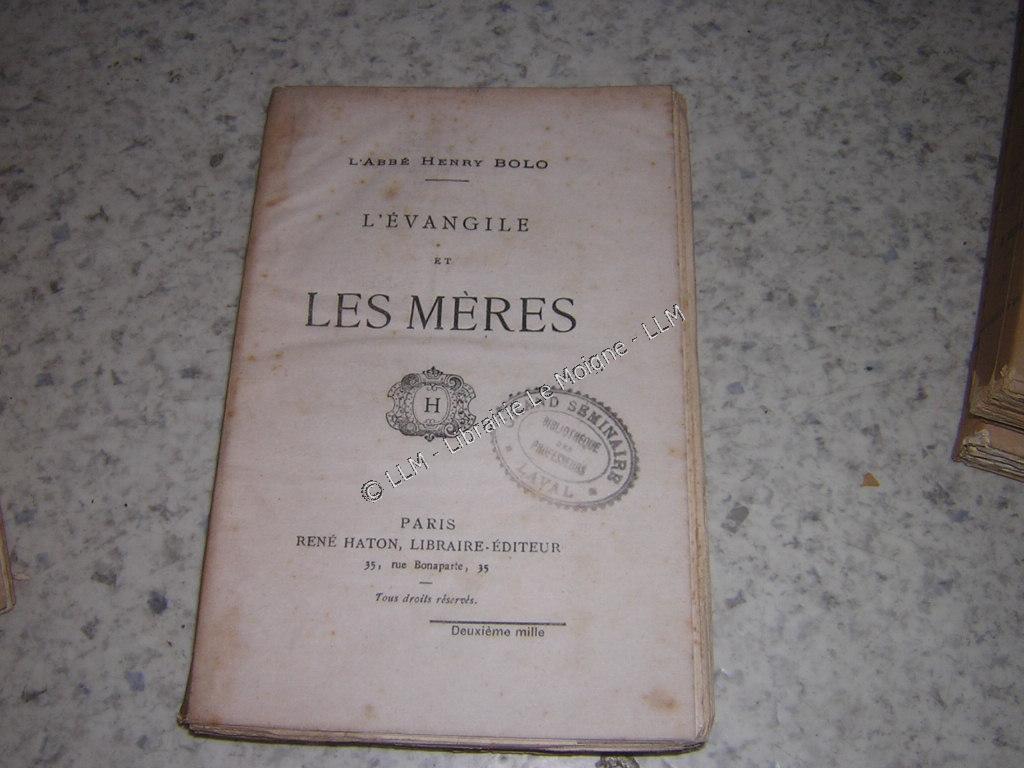 L'ABBÉ HENRY BOLO
L'ÉVANGILE
ET
LES MÈRES
H
© LLM - Librairie Le Moigne - LLM
SÉMINAIRE
BIBLIOTHÈQUE
DES
PROFESSEURS
* LAVAL *
PARIS
RENÉ HATON, LIBRAIRE-ÉDITEUR
35, rue Bonaparte, 35
Tous droits réservés.
Deuxième mille